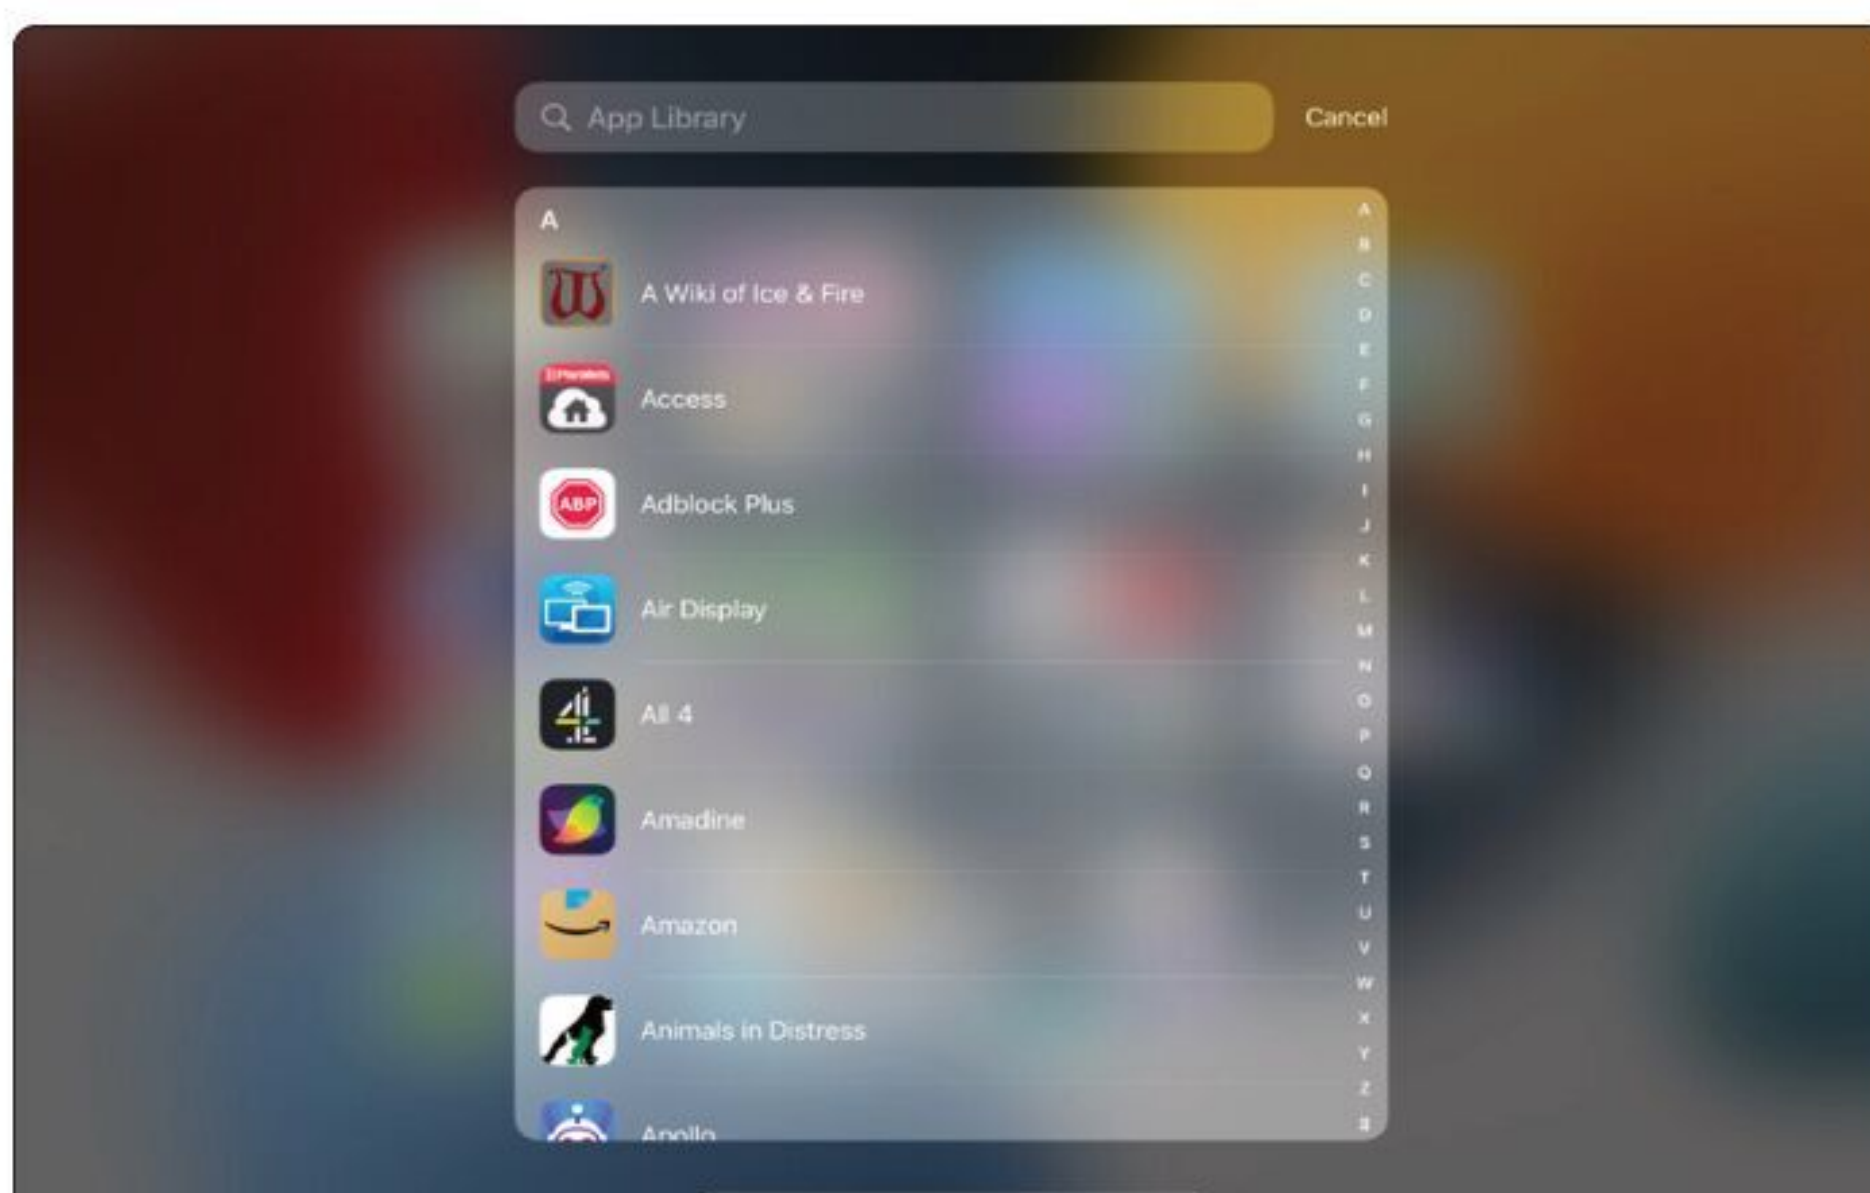 App Library
Cancel
A
A Wiki of Ice & Fire
Access
Adblock Plus
ABP
Air Display
All 4
Amadine
Amazon
Animals in Distress
Apollo
A
B
C
D
E
F
G
H
I
J
K
L
M
N
O
P
Q
R
S
T
U
V
W
X
Y
Z
#